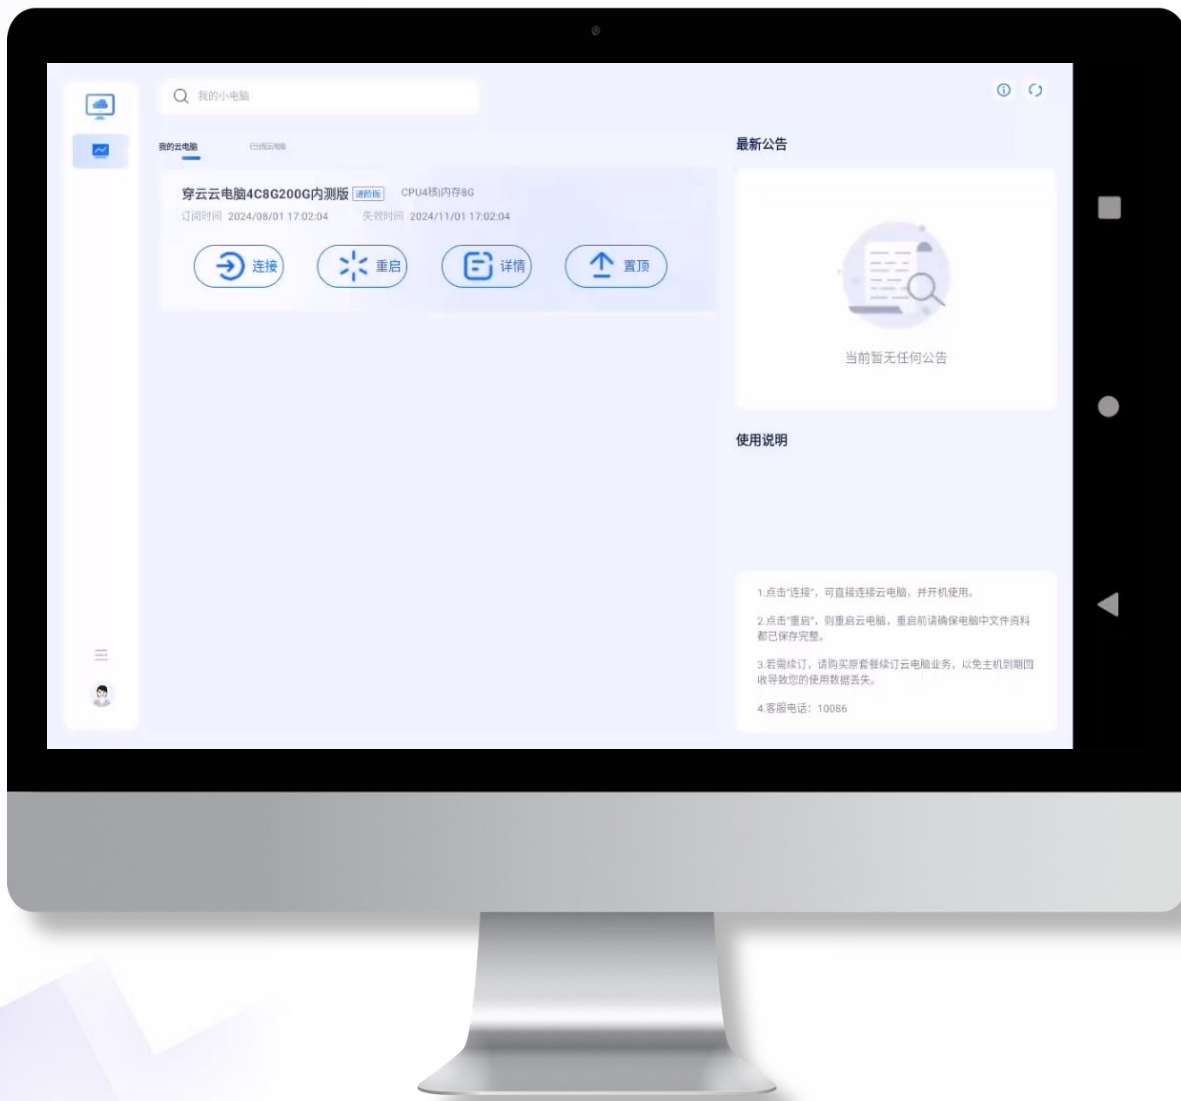 我的小电脑
我的云电脑
穿云云电脑4C8G200G内测版 进阶版 CPU4核|内存8G
订阅时间 2024/08/01 17:02:04 失效时间 2024/11/01 17:02:04
连接 重启 详情 置顶
最新公告
当前暂无任何公告
使用说明
1.点击“连接”，可直接连接云电脑，并开机使用。
2.点击“重启”，则重启云电脑，重启前请确保电脑中文件资料
都已保存完整。
3.若需续订，请购买原套餐续订云电脑业务，以免主机到期回
收导致您的使用数据丢失。
4.客服电话：10086